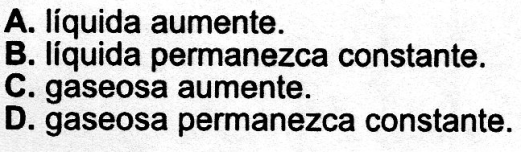 A. líquida aumente.
B. líquida permanezca constante.
C. gaseosa aumente.
D. gaseosa permanezca constante.